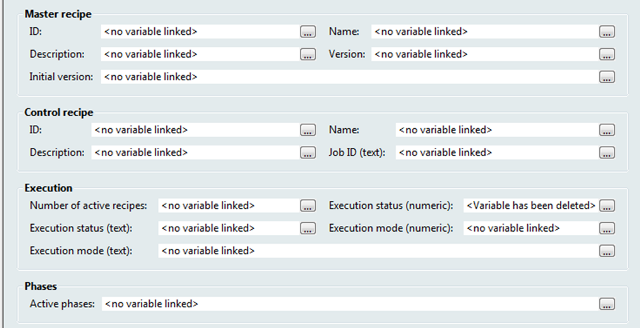 Master recipe
ID: <no variable linked> ... Name: <no variable linked> ...
Description: <no variable linked> ... Version: <no variable linked> ...
Initial version: <no variable linked> ...
Control recipe
ID: <no variable linked> ... Name: <no variable linked> ...
Description: <no variable linked> ... Job ID (text): <no variable linked> ...
Execution
Number of active recipes: <no variable linked> ... Execution status (numeric): <Variable has been deleted> ...
Execution status (text): <no variable linked> ... Execution mode (numeric): <no variable linked> ...
Execution mode (text): <no variable linked> ...
Phases
Active phases: <no variable linked> ...